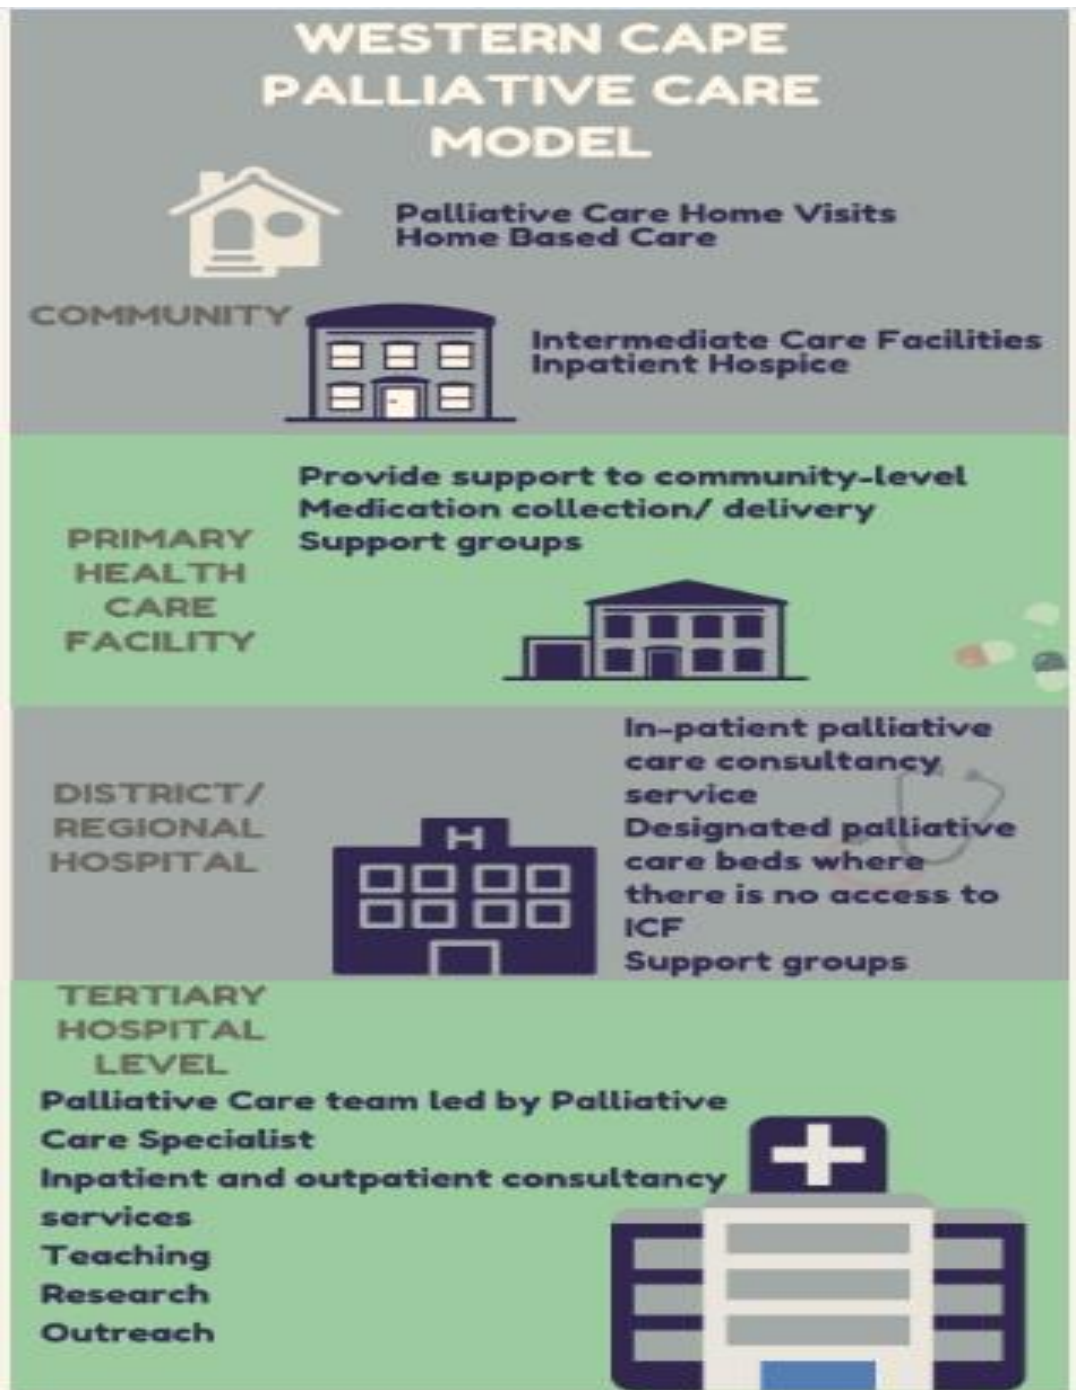 WESTERN CAPE
PALLIATIVE CARE
MODEL
Palliative Care Home Visits
Home Based Care
COMMUNITY
Intermediate Care Facilities
Inpatient Hospice
Provide support to community-level
Medication collection/ delivery
Support groups
PRIMARY
HEALTH
CARE
FACILITY
In-patient palliative
care consultancy
service
Designated palliative
care beds where
there is no access to
ICF
Support groups
DISTRICT/
REGIONAL
HOSPITAL
H
TERTIARY
HOSPITAL
LEVEL
Palliative Care team led by Palliative
Care Specialist
Inpatient and outpatient consultancy
services
Teaching
Research
Outreach